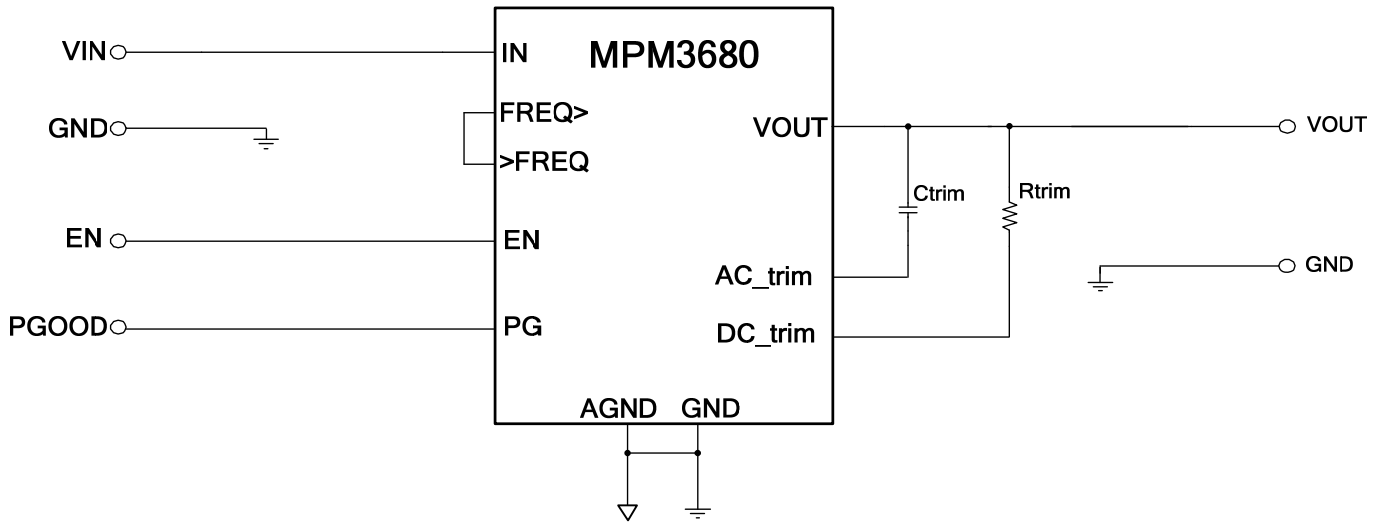 VIN
IN
MPM3680
FREQ>
GND
VOUT
VOUT
>FREQ
Ctrim
Rtrim
EN
EN
AC_trim
GND
PGOOD
PG
DC_trim
AGND
GND